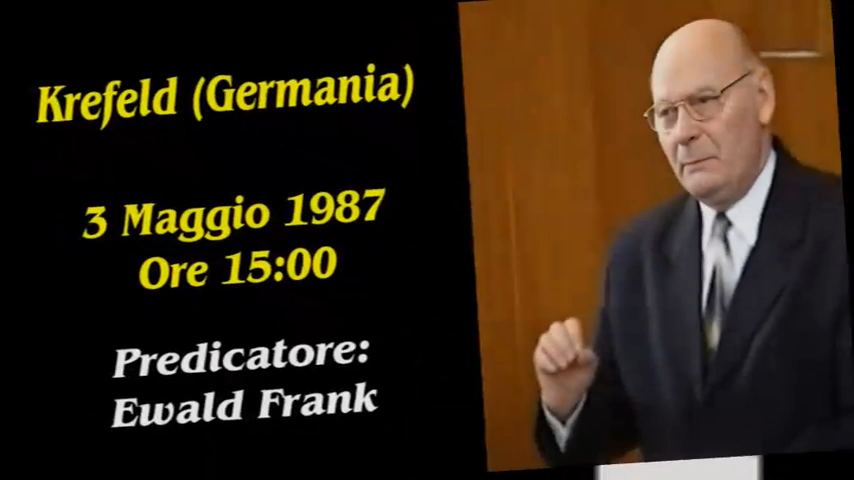 Krefeld (Germania)
3 Maggio 1987
Ore 15:00
Predicatore:
Ewald Frank